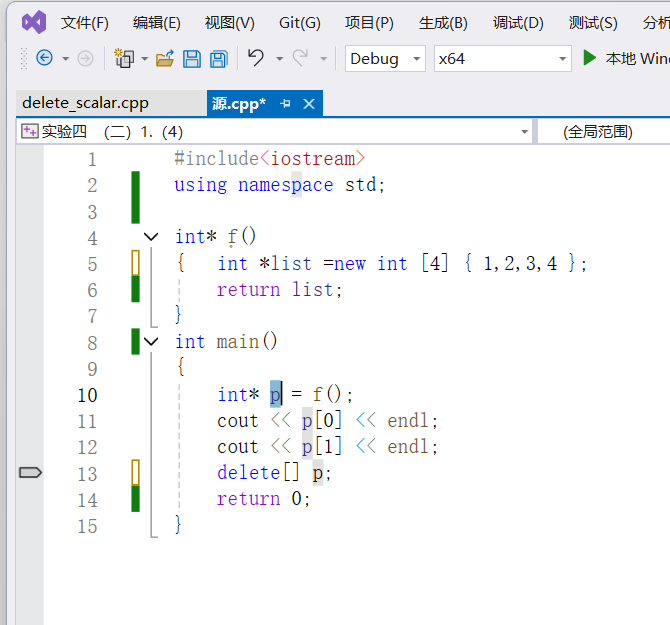 文件(F) 编辑(E) 视图(V) Git(G) 项目(P) 生成(B) 调试(D) 测试(S) 分析
Debug x64 本地 Win
delete_scalar.cpp 源.cpp*
实验四 （二） 1. (4) (全局范围)
1 #include<iostream>
2 using namespace std;
3
4 int* f()
5 { int *list =new int [4] { 1,2,3,4 };
6 return list;
7 }
8 int main()
9 {
10 int* p = f();
11 cout << p[0] << endl;
12 cout << p[1] << endl;
13 delete[] p;
14 return 0;
15 }